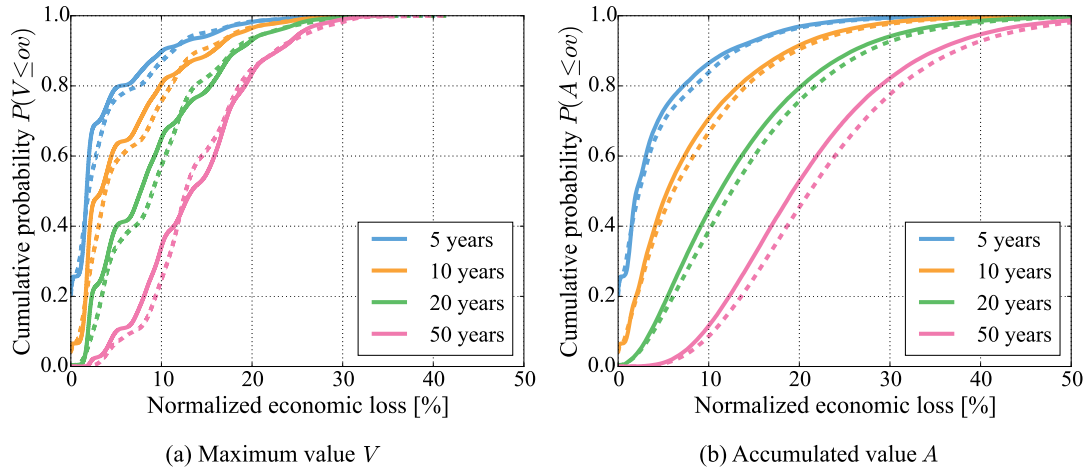 1.0
0.8
0.6
0.4
0.2
0.0
Cumulative probability P(V≤ov)
0 10 20 30 40 50
Normalized economic loss [%]
5 years
10 years
20 years
50 years
(a) Maximum value V
1.0
0.8
0.6
0.4
0.2
0.0
Cumulative probability P(A≤ov)
0 10 20 30 40 50
Normalized economic loss [%]
5 years
10 years
20 years
50 years
(b) Accumulated value A